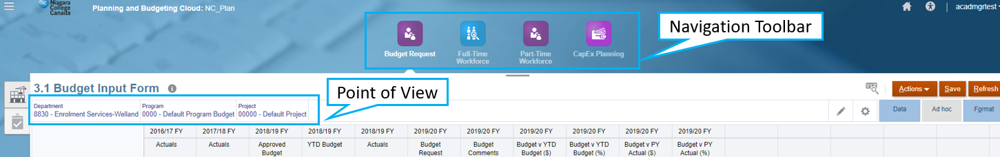 nc
Niagara
College
Canada
Planning and Budgeting Cloud: NC_Plan
acadmgrtest
Navigation Toolbar
Budget Request
Full-Time
Workforce
Part-Time
Workforce
CapEx Planning
3.1 Budget Input Form
Point of View
Actions
Save
Refresh
Department
8830 - Enrolment Services-Welland
Program
0000 - Default Program Budget
Project
00000 - Default Project
Data
Ad hoc
Format
2016/17 FY 2017/18 FY 2018/19 FY 2018/19 FY 2018/19 FY 2019/20 FY 2019/20 FY 2019/20 FY 2019/20 FY 2019/20 FY 2019/20 FY
Actuals Actuals Approved YTD Budget Actuals Budget Budget Budget v YTD Budget v YTD Budget v PY Budget v PY
Budget Request Comments Budget ($) Budget (%) Actual ($) Actual (%)